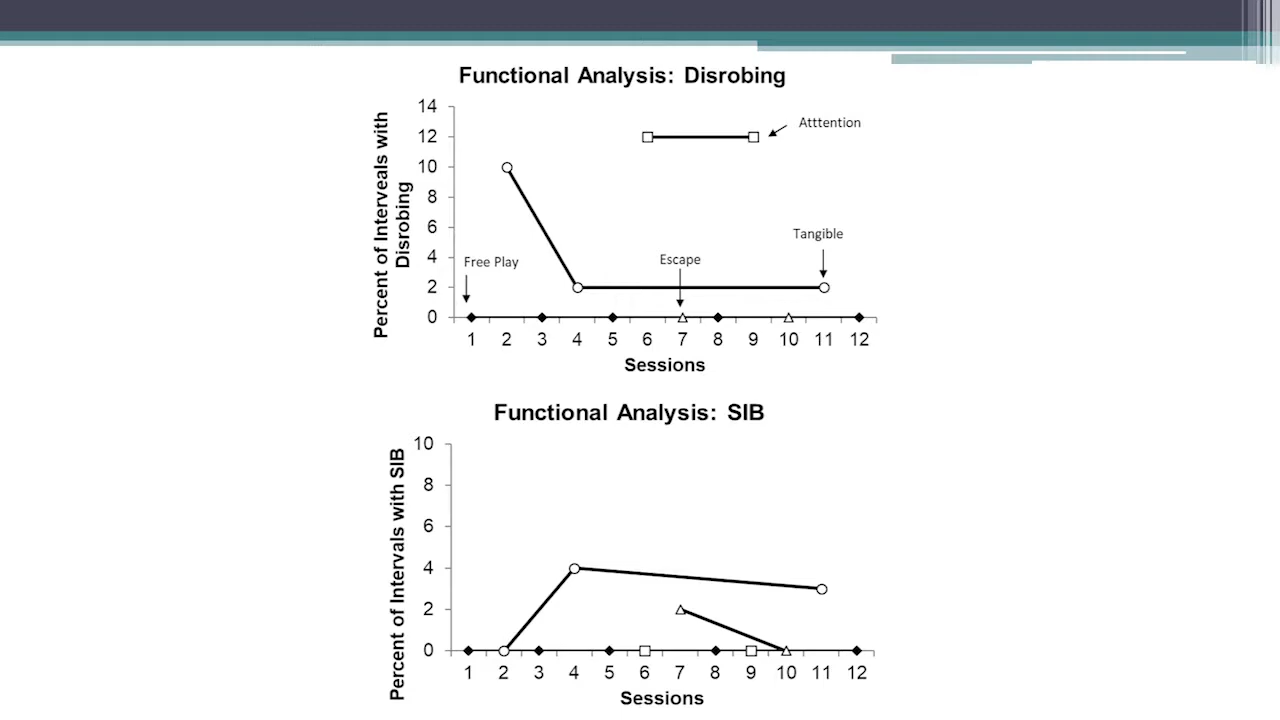 Functional Analysis: Disrobing
Percent of Interveals with
Disrobing
14
12
10
8
6
4
2
0
Atttention
Tangible
Escape
Free Play
1 2 3 4 5 6 7 8 9 10 11 12
Sessions
Functional Analysis: SIB
Percent of Intervals with SIB
10
8
6
4
2
0
1 2 3 4 5 6 7 8 9 10 11 12
Sessions